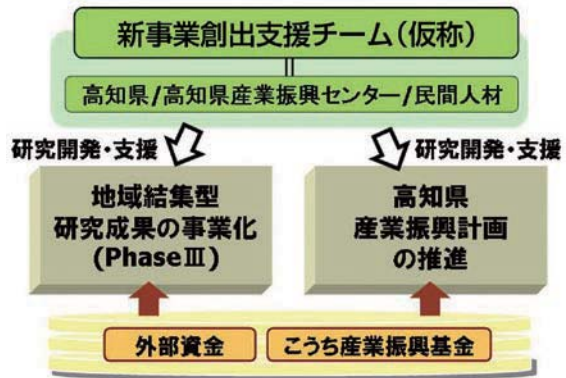 新事業創出支援チーム(仮称)
高知県/高知県産業振興センター/民間人材
研究開発・支援
研究開発・支援
地域結集型
研究成果の事業化
(PhaseⅢ)
高知県
産業振興計画
の推進
外部資金
こうち産業振興基金